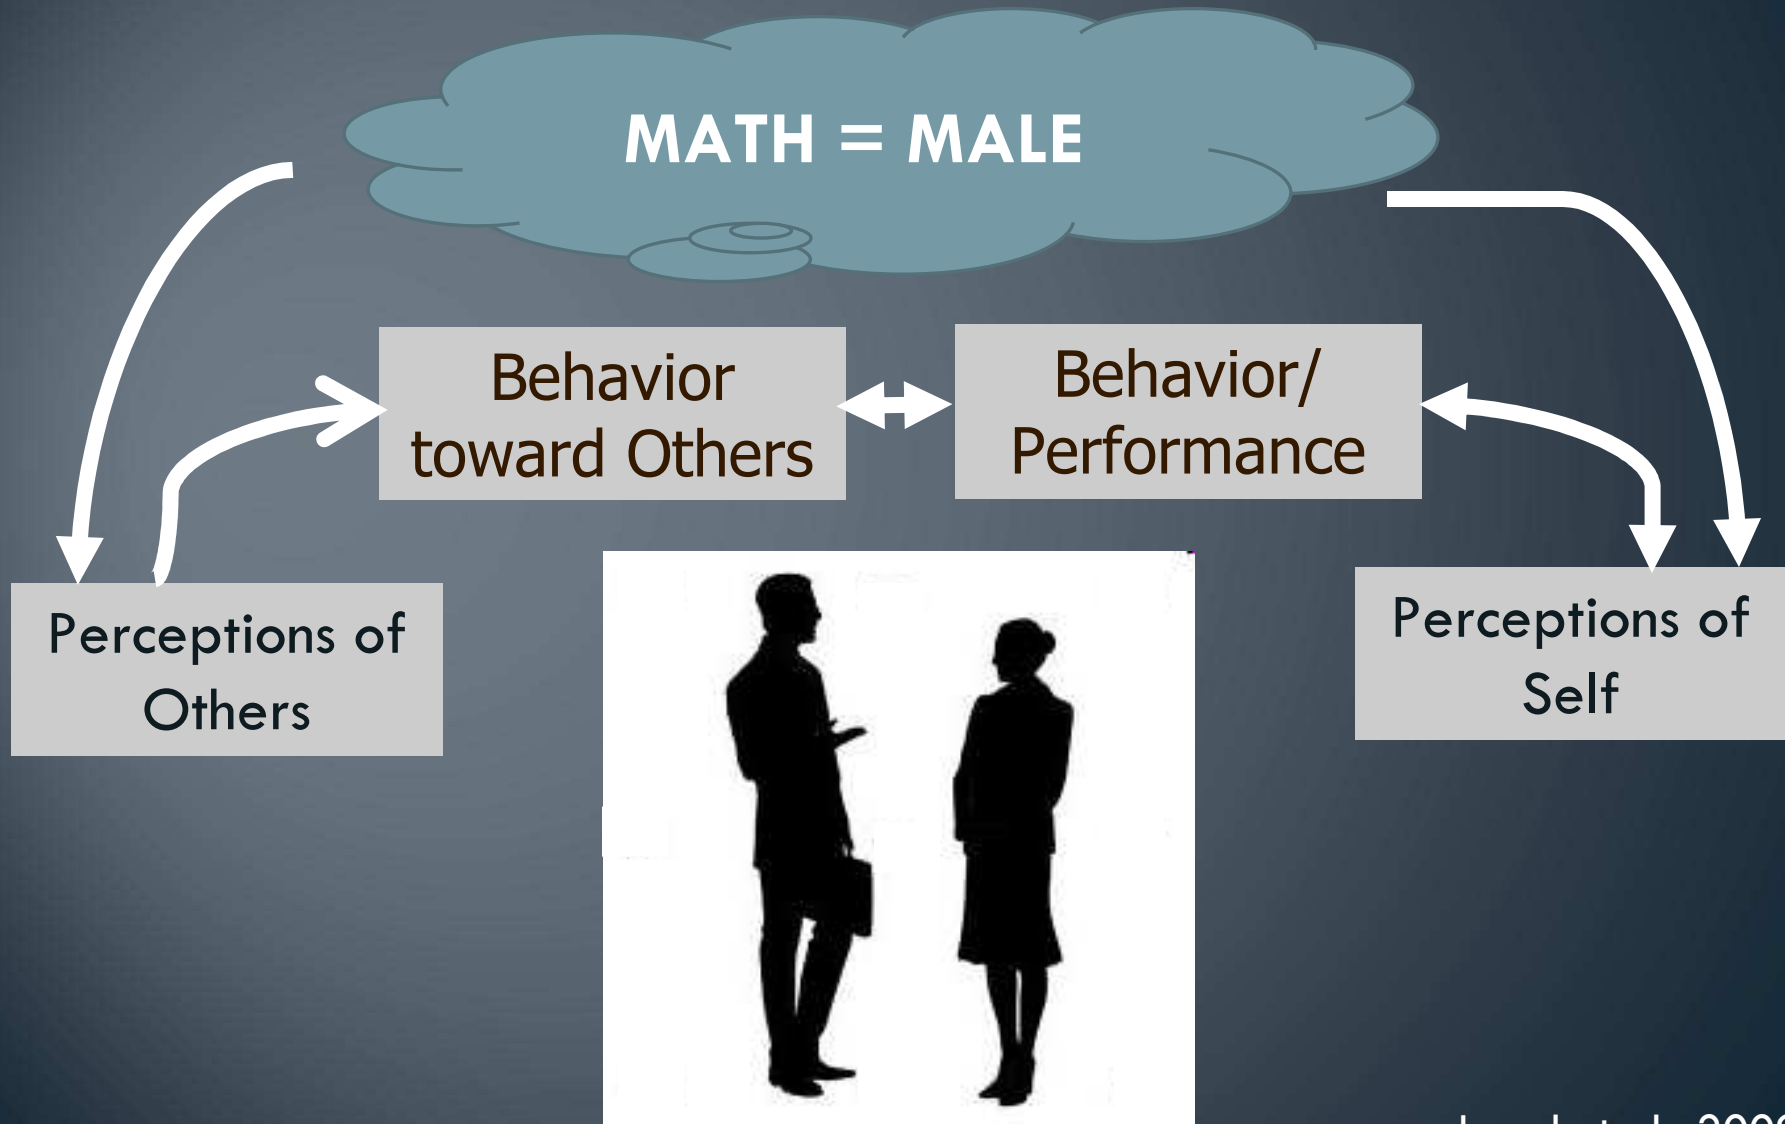 MATH = MALE
Behavior
toward Others
Behavior/
Performance
Perceptions of
Others
Perceptions of
Self